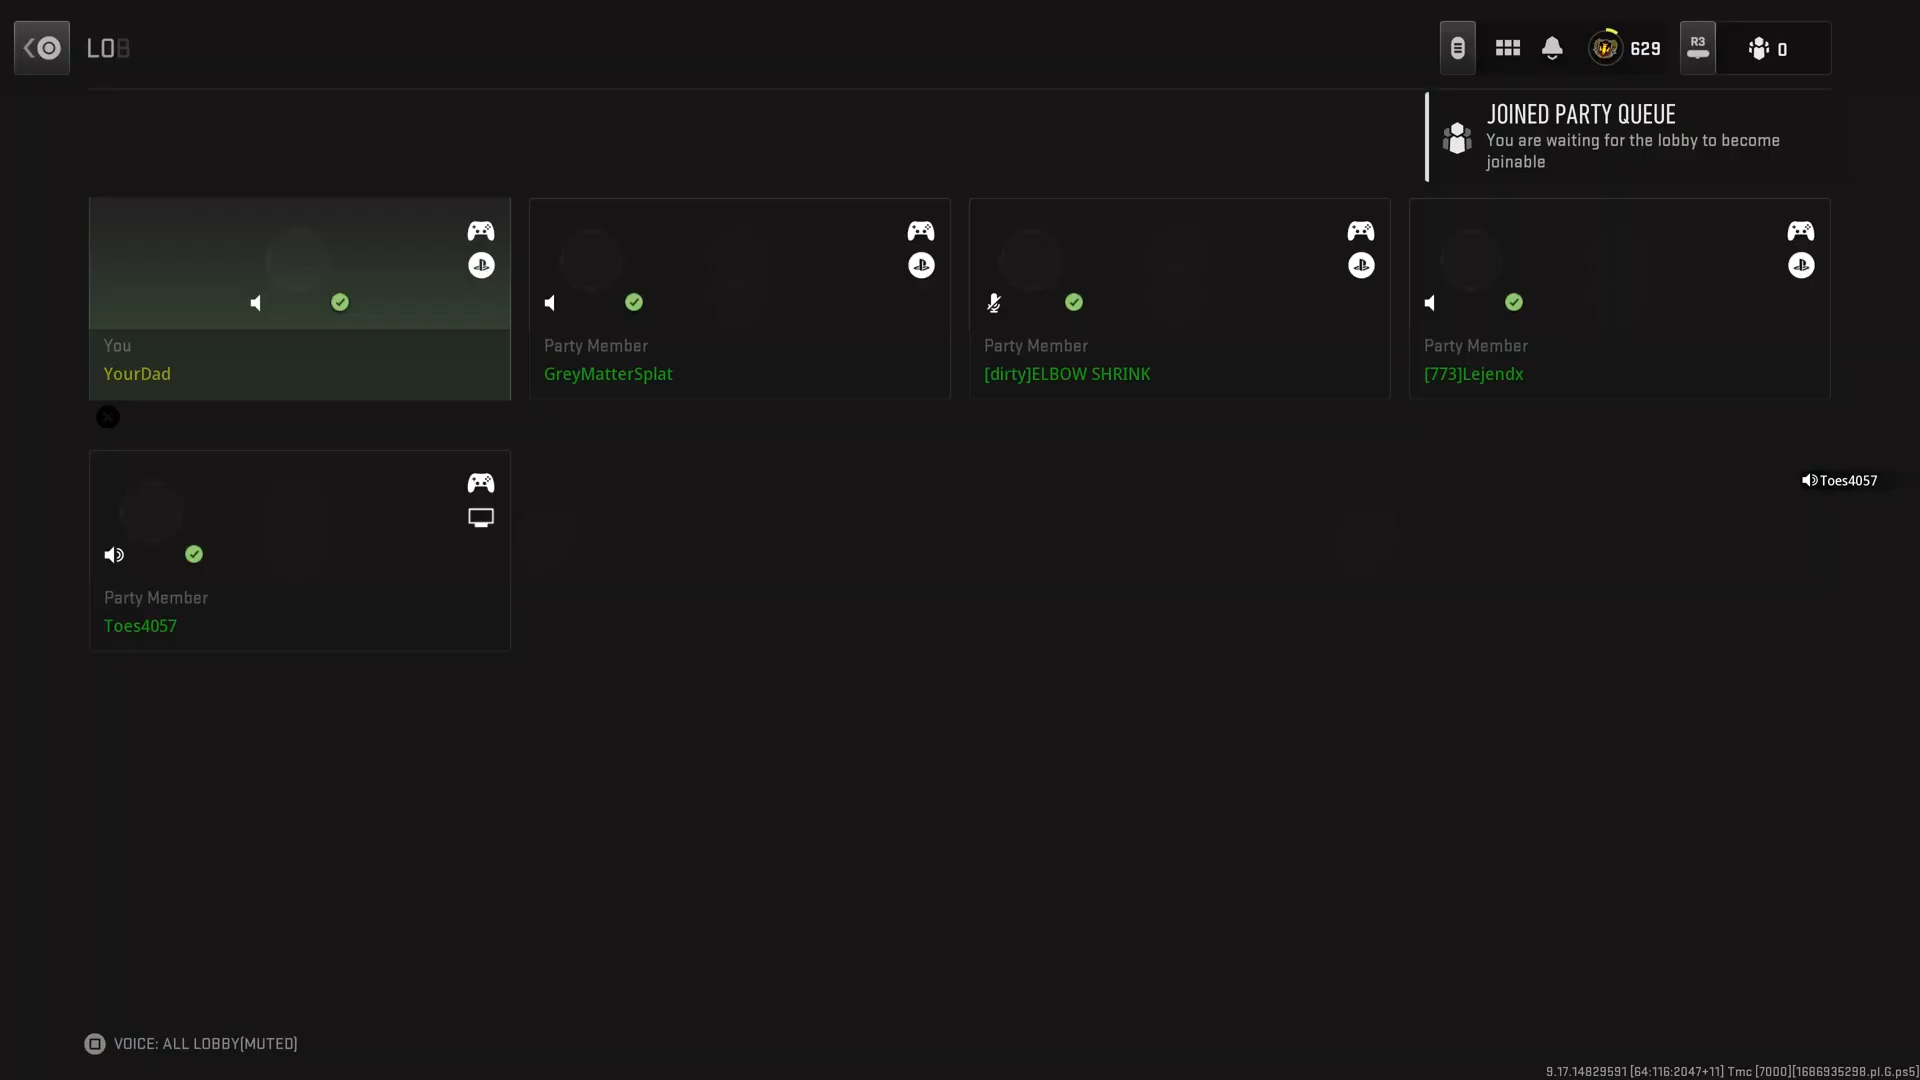 LOB
629
R3
0
JOINED PARTY QUEUE
You are waiting for the lobby to become
joinable
You
YourDad
Party Member
GreyMatterSplat
Party Member
[dirty]ELBOW SHRINK
Party Member
[773]Lejendx
Toes4057
Party Member
Toes4057
VOICE: ALL LOBBY(MUTED)
9.17.14829591 [64:116:2047+11] Tmc [7000][1686935298.pl.G.ps5]